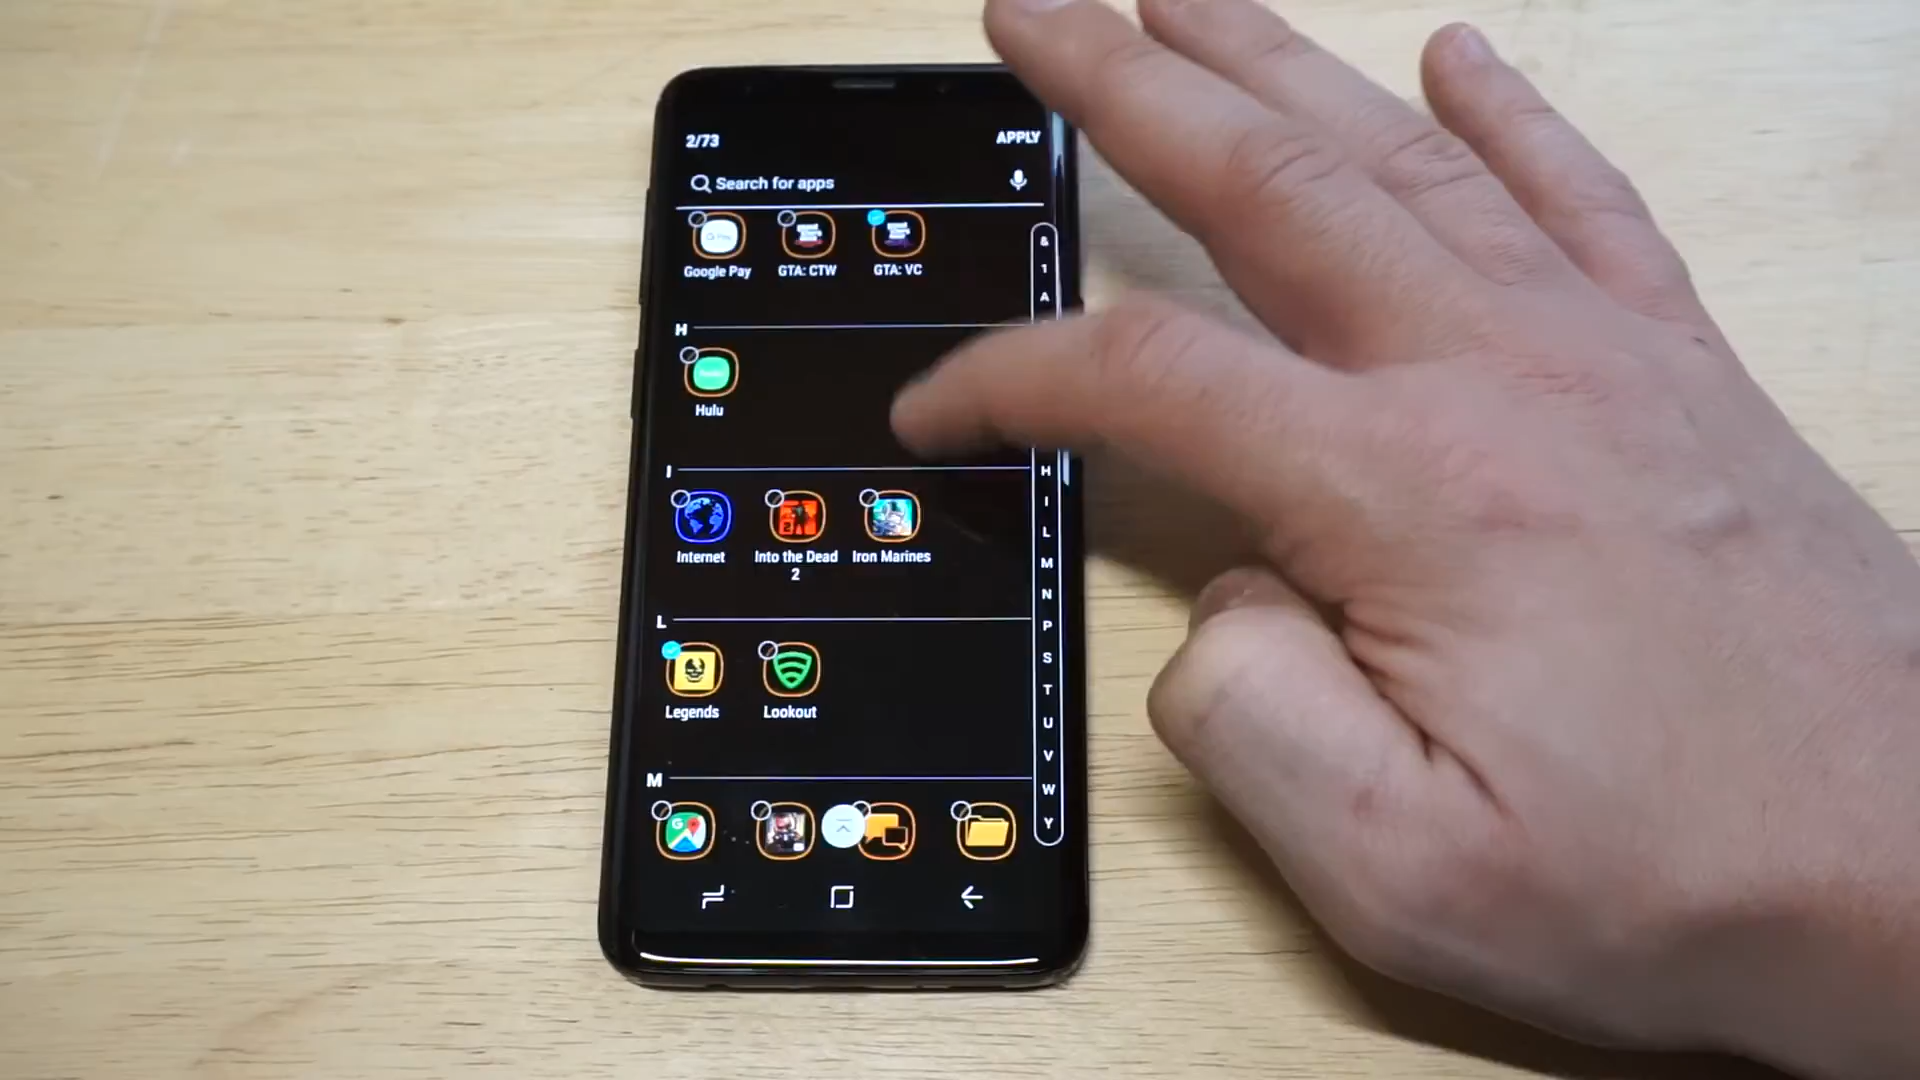 2/73 APPLY
Search for apps
Google Pay GTA: CTW GTA: VC
H
Hulu
I
Internet Into the Dead 2 Iron Marines
L
Legends Lookout
M
&
1
A
H
I
L
M
N
P
S
T
U
V
W
Y